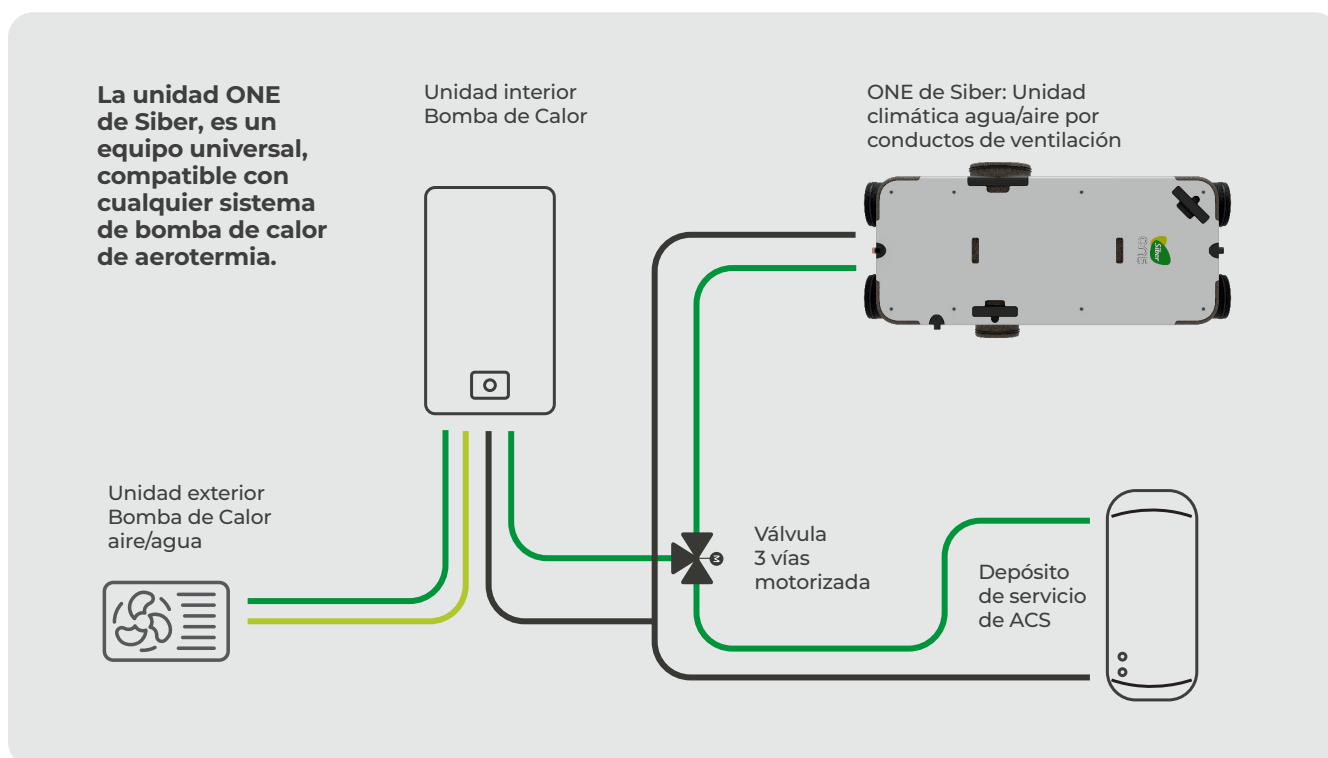 La unidad ONE
de Siber, es un
equipo universal,
compatible con
cualquier sistema
de bomba de calor
de aerotermia.
Unidad interior
Bomba de Calor
ONE de Siber: Unidad
climática agua/aire por
conductos de ventilación
Siber
ONE
Unidad exterior
Bomba de Calor
aire/agua
Válvula
3 vías
motorizada
M
Depósito
de servicio
de ACS